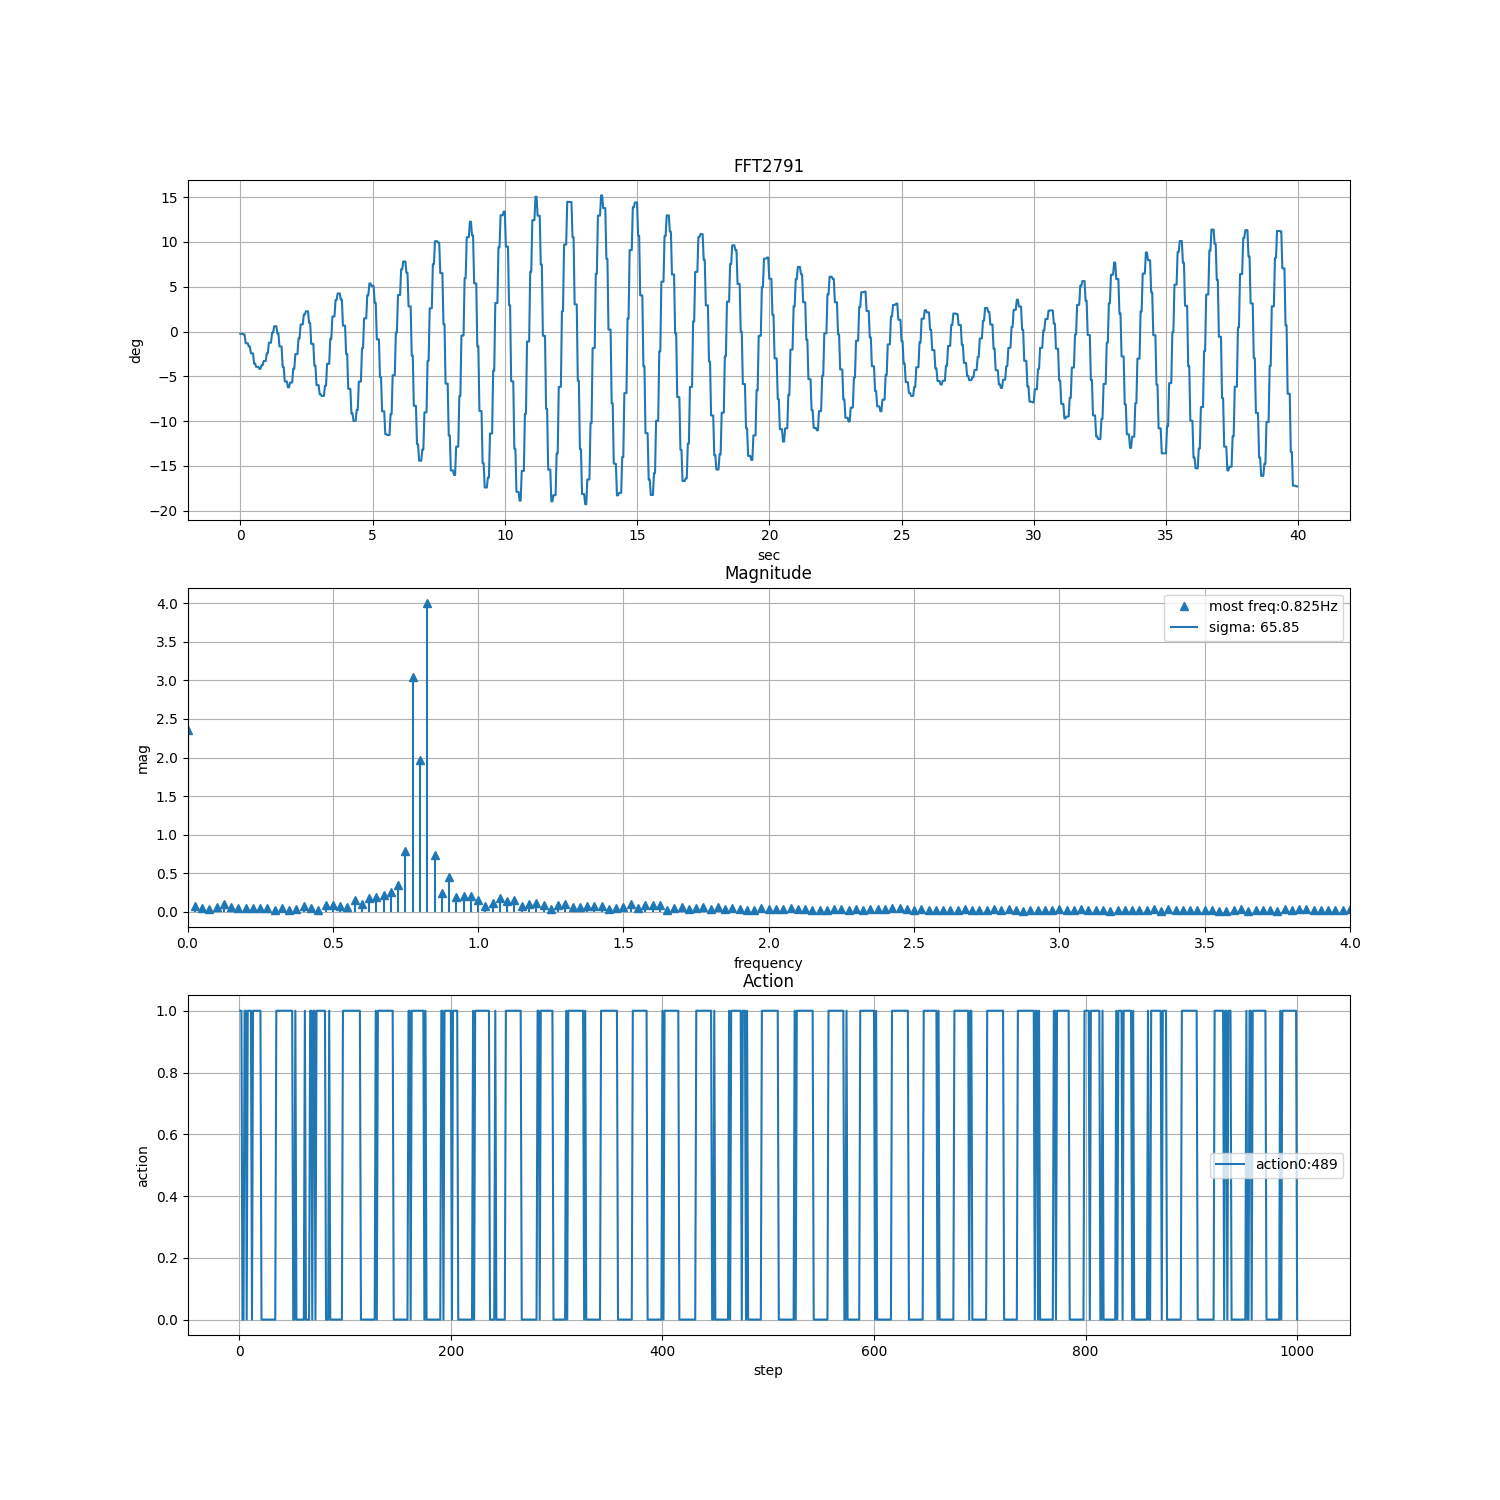 FFT2791
15
10
5
0
−5
−10
−15
−20
deg
0 5 10 15 20 25 30 35 40
sec
Magnitude
4.0
3.5
3.0
2.5
2.0
1.5
1.0
0.5
0.0
mag
most freq:0.825Hz
sigma: 65.85
0.0 0.5 1.0 1.5 2.0 2.5 3.0 3.5 4.0
frequency
Action
1.0
0.8
0.6
0.4
0.2
0.0
action
action0:489
0 200 400 600 800 1000
step